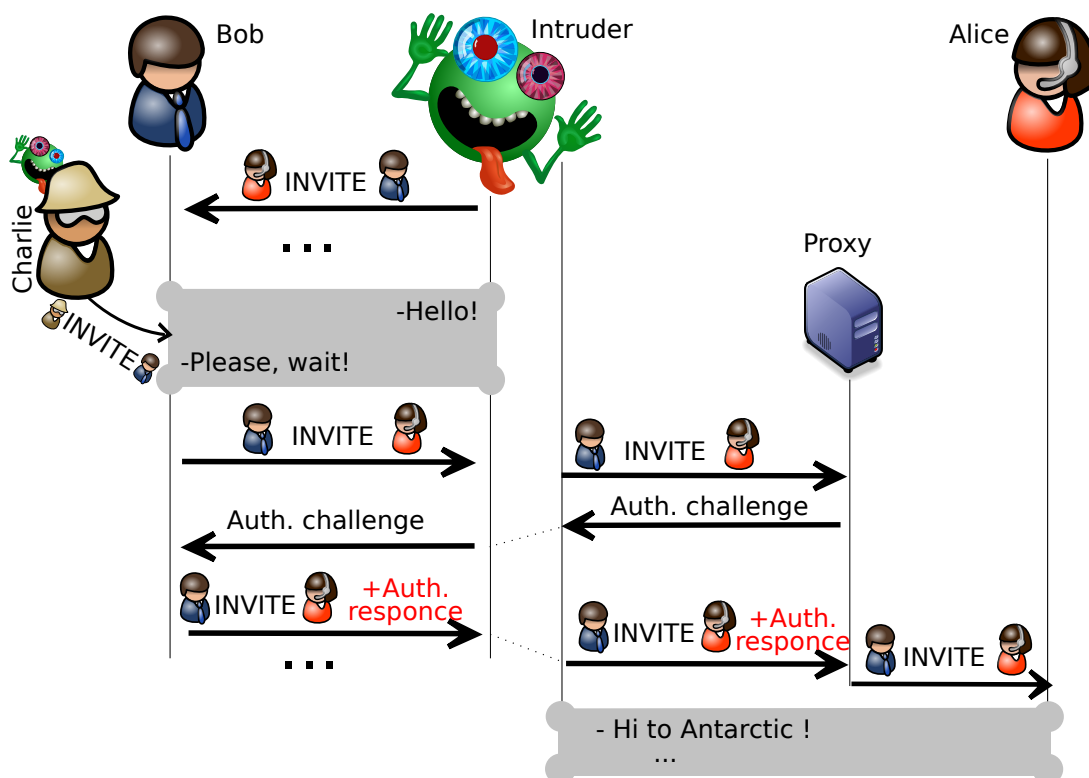 Bob
Intruder
Alice
INVITE
Charlie
...
Proxy
-Hello!
INVITE
-Please, wait!
INVITE
INVITE
Auth. challenge
Auth. challenge
INVITE
+Auth.
responce
INVITE
+Auth.
responce
INVITE
...
- Hi to Antarctic !
...